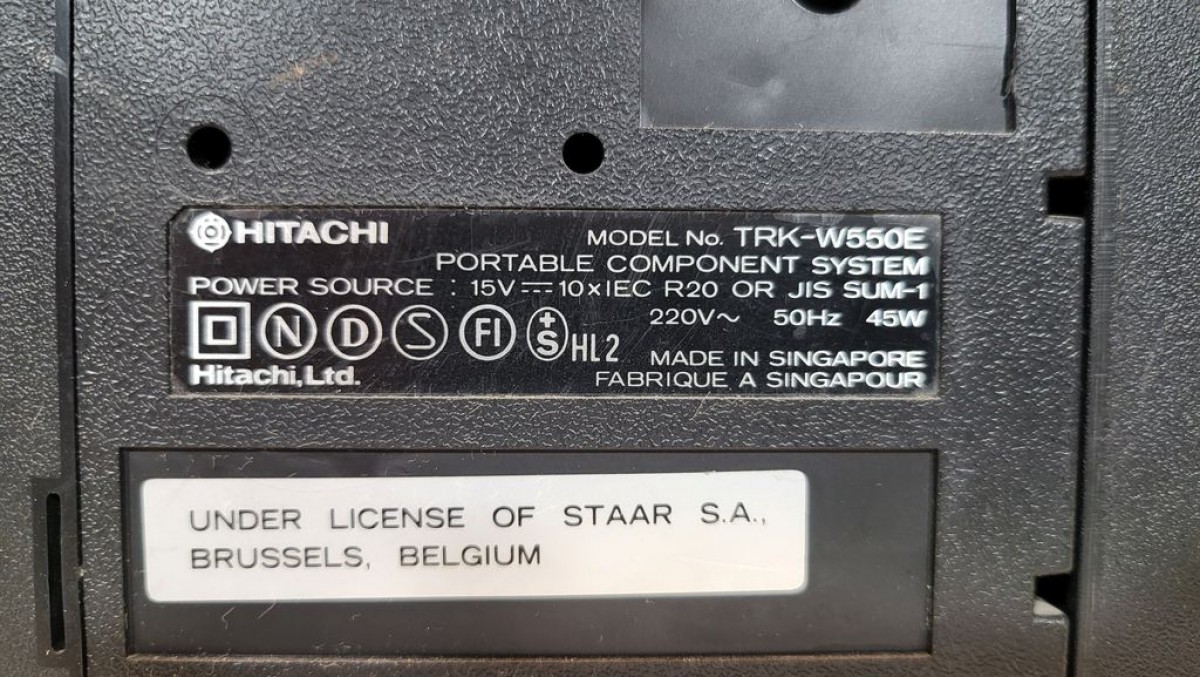 HITACHI
MODEL No. TRK-W550E
PORTABLE COMPONENT SYSTEM
POWER SOURCE : 15V⎓10×IEC R20 OR JIS SUM-1
220V~ 50Hz 45W
N D S FI +S HL2
MADE IN SINGAPORE
Hitachi, Ltd.
FABRIQUE A SINGAPOUR
UNDER LICENSE OF STAAR S.A.,
BRUSSELS, BELGIUM